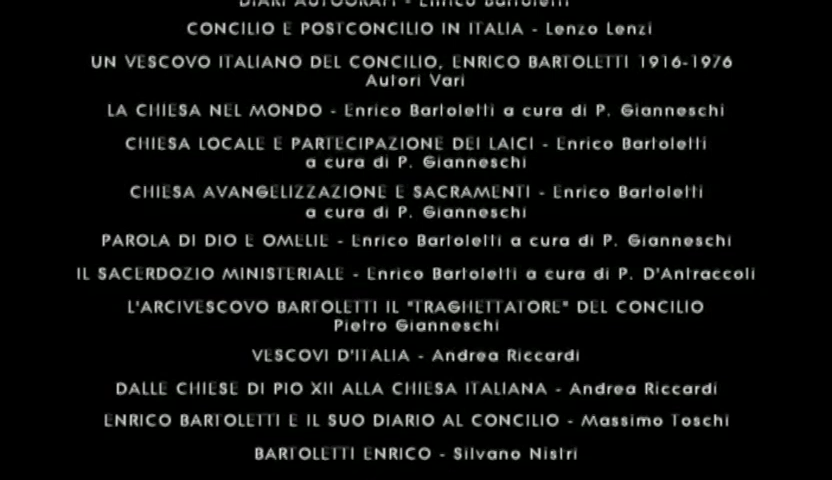 DIARI AUTOGRAFI - Enrico Bartoletti
CONCILIO E POSTCONCILIO IN ITALIA - Lenzo Lenzi
UN VESCOVO ITALIANO DEL CONCILIO, ENRICO BARTOLETTI 1916-1976
Autori Vari
LA CHIESA NEL MONDO - Enrico Bartoletti a cura di P. Gianneschi
CHIESA LOCALE E PARTECIPAZIONE DEI LAICI - Enrico Bartoletti
a cura di P. Gianneschi
CHIESA AVANGELIZZAZIONE E SACRAMENTI - Enrico Bartoletti
a cura di P. Gianneschi
PAROLA DI DIO E OMELIE - Enrico Bartoletti a cura di P. Gianneschi
IL SACERDOZIO MINISTERIALE - Enrico Bartoletti a cura di P. D'Antraccoli
L'ARCIVESCOVO BARTOLETTI IL "TRAGHETTATORE" DEL CONCILIO
Pietro Gianneschi
VESCOVI D'ITALIA - Andrea Riccardi
DALLE CHIESE DI PIO XII ALLA CHIESA ITALIANA - Andrea Riccardi
ENRICO BARTOLETTI E IL SUO DIARIO AL CONCILIO - Massimo Toschi
BARTOLETTI ENRICO - Silvano Nistri